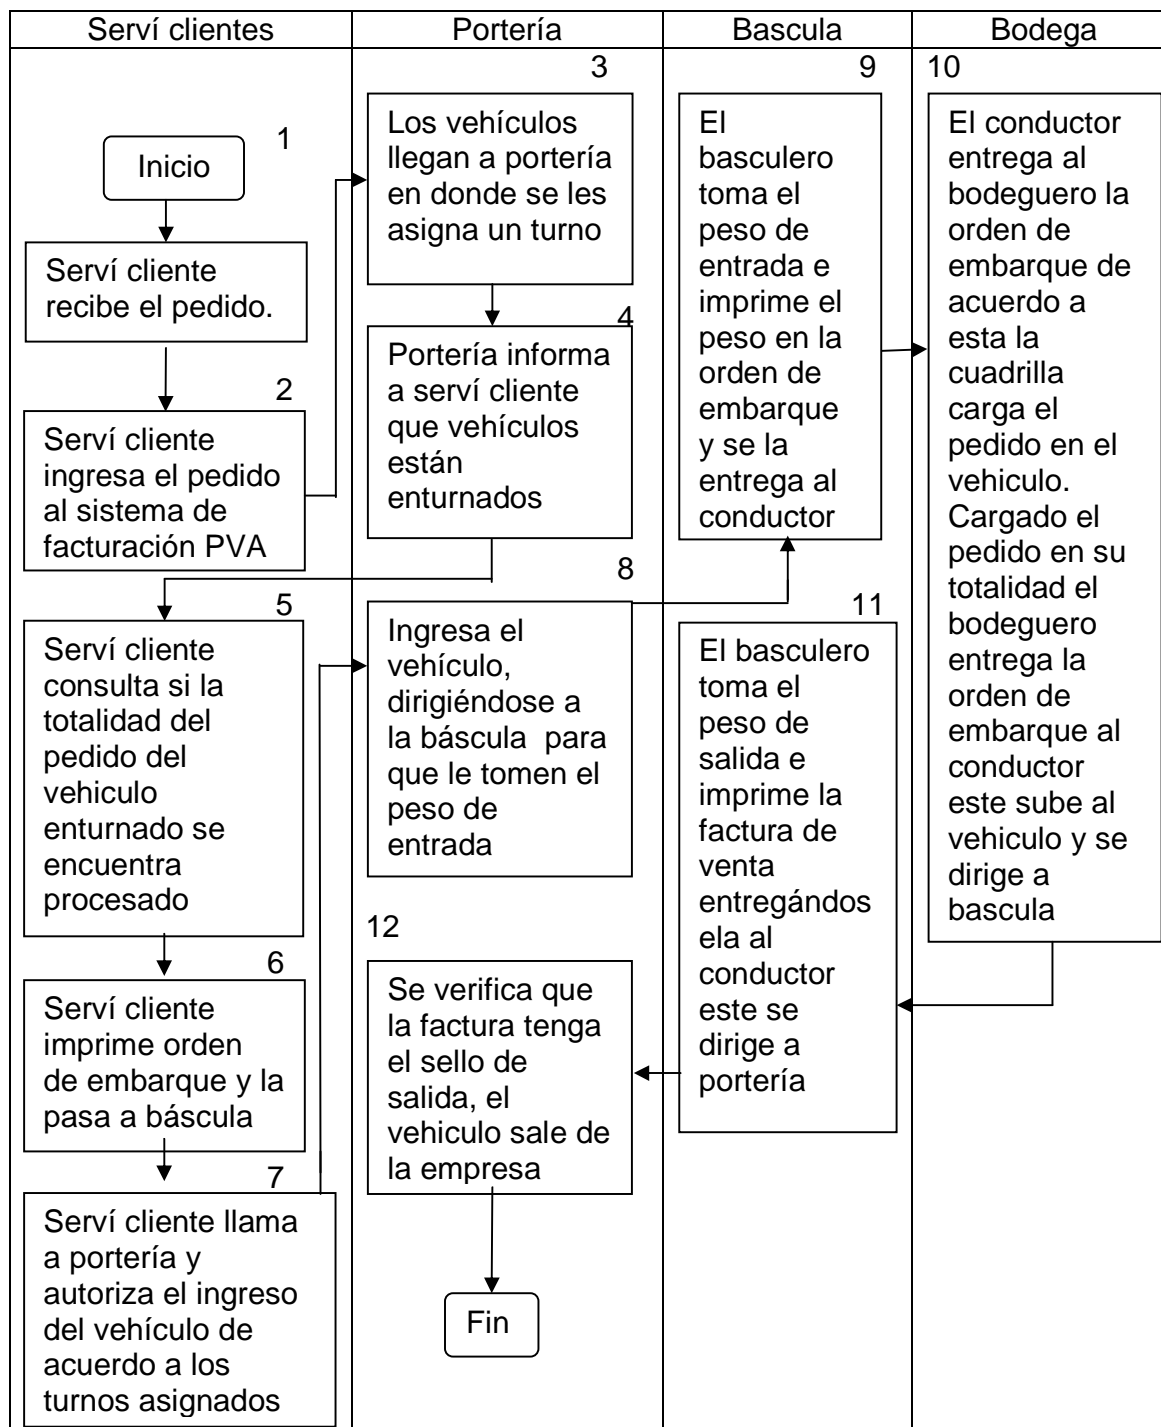 Serví clientes
Portería
Bascula
Bodega
1
Inicio
Serví cliente
recibe el pedido.
2
Serví cliente
ingresa el pedido
al sistema de
facturación PVA
3
Los vehículos
llegan a portería
en donde se les
asigna un turno
4
Portería informa
a serví cliente
que vehículos
están
enturnados
5
Serví cliente
consulta si la
totalidad del
pedido del
vehiculo
enturnado se
encuentra
procesado
6
Serví cliente
imprime orden
de embarque y la
pasa a báscula
7
Serví cliente llama
a portería y
autoriza el ingreso
del vehículo de
acuerdo a los
turnos asignados
8
Ingresa el
vehículo,
dirigiéndose a
la báscula para
que le tomen el
peso de
entrada
9
El
basculero
toma el
peso de
entrada e
imprime el
peso en la
orden de
embarque
y se la
entrega al
conductor
10
El conductor
entrega al
bodeguero la
orden de
embarque de
acuerdo a
esta la
cuadrilla
carga el
pedido en el
vehiculo.
Cargado el
pedido en su
totalidad el
bodeguero
entrega la
orden de
embarque al
conductor
este sube al
vehiculo y se
dirige a
bascula
11
El basculero
toma el
peso de
salida e
imprime la
factura de
venta
entregándos
ela al
conductor
este se
dirige a
portería
12
Se verifica que
la factura tenga
el sello de
salida, el
vehiculo sale de
la empresa
Fin